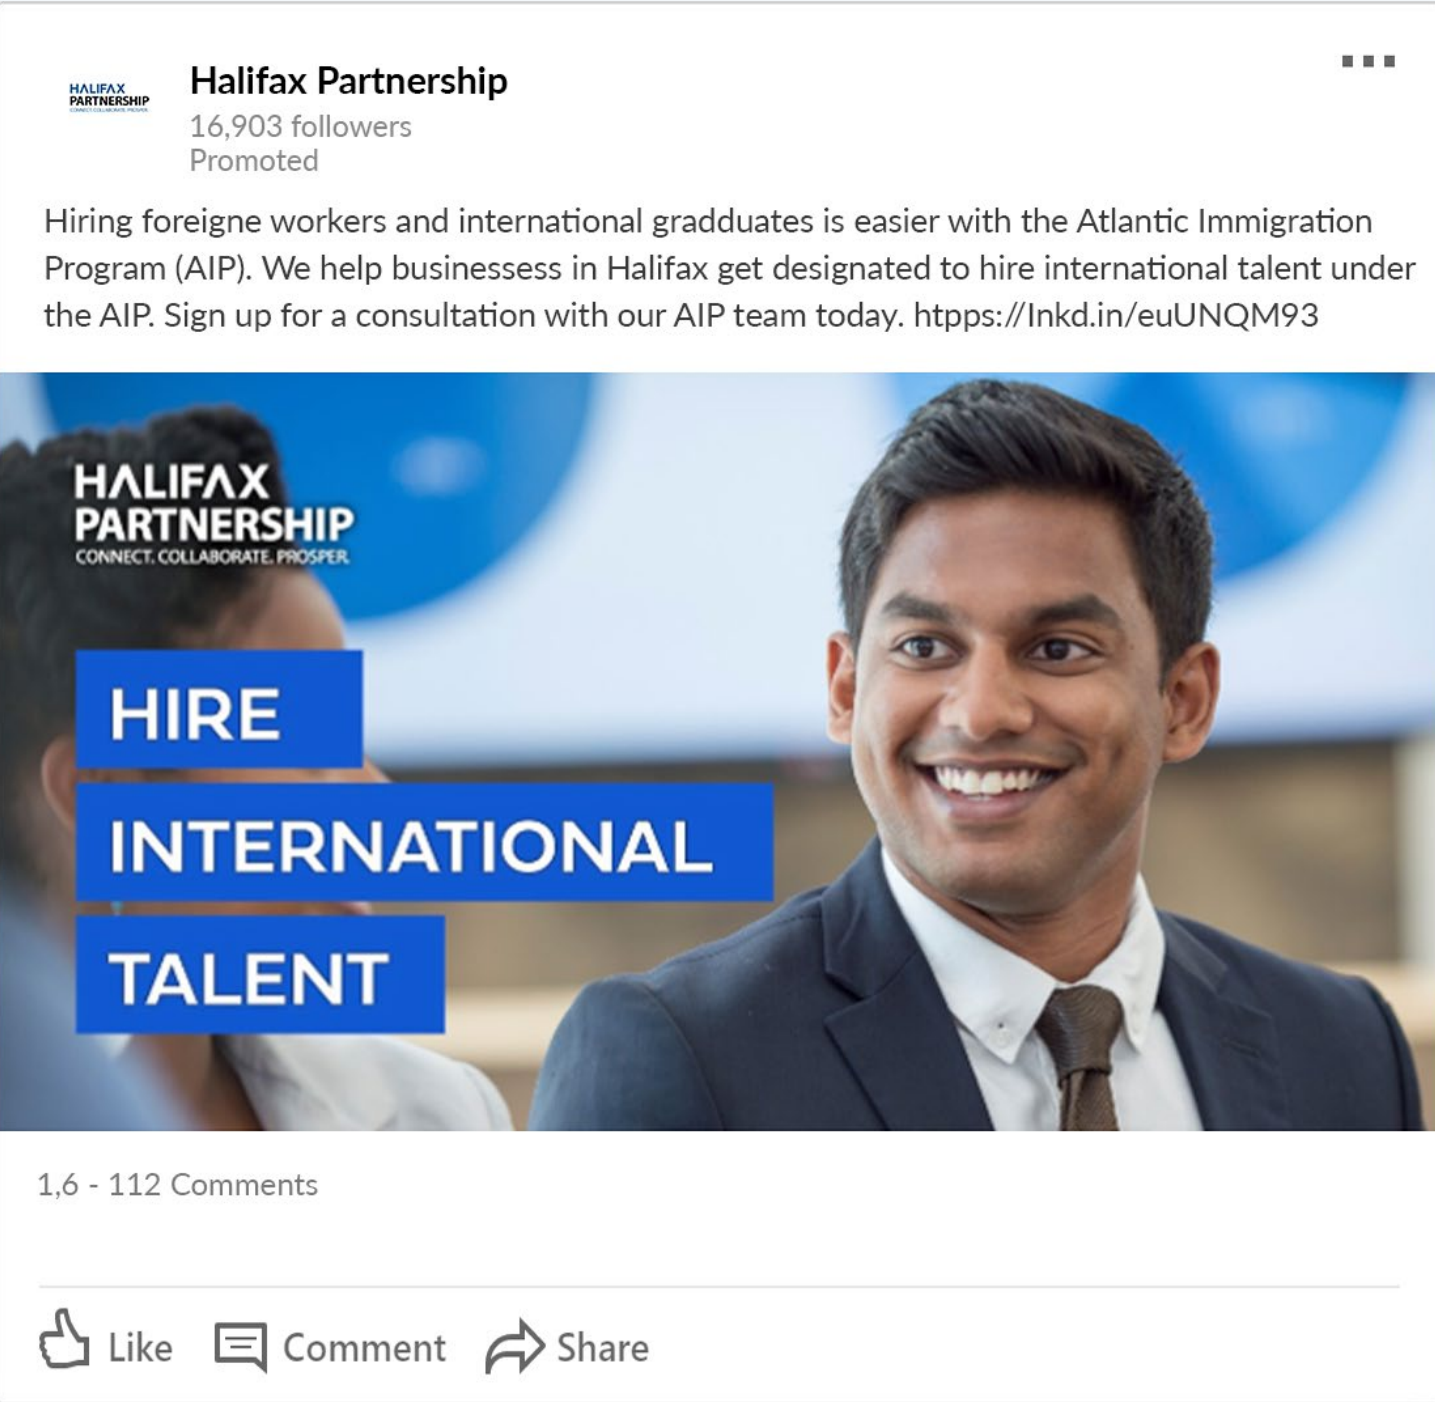 HALIFAX
PARTNERSHIP
CONNECT. COLLABORATE. PROSPER.
Halifax Partnership
16,903 followers
Promoted
Hiring foreigne workers and international gradduates is easier with the Atlantic Immigration
Program (AIP). We help businessess in Halifax get designated to hire international talent under
the AIP. Sign up for a consultation with our AIP team today. htpps://lnkd.in/euUNQM93
HALIFAX
PARTNERSHIP
CONNECT. COLLABORATE. PROSPER.
HIRE
INTERNATIONAL
TALENT
1,6 - 112 Comments
Like Comment Share